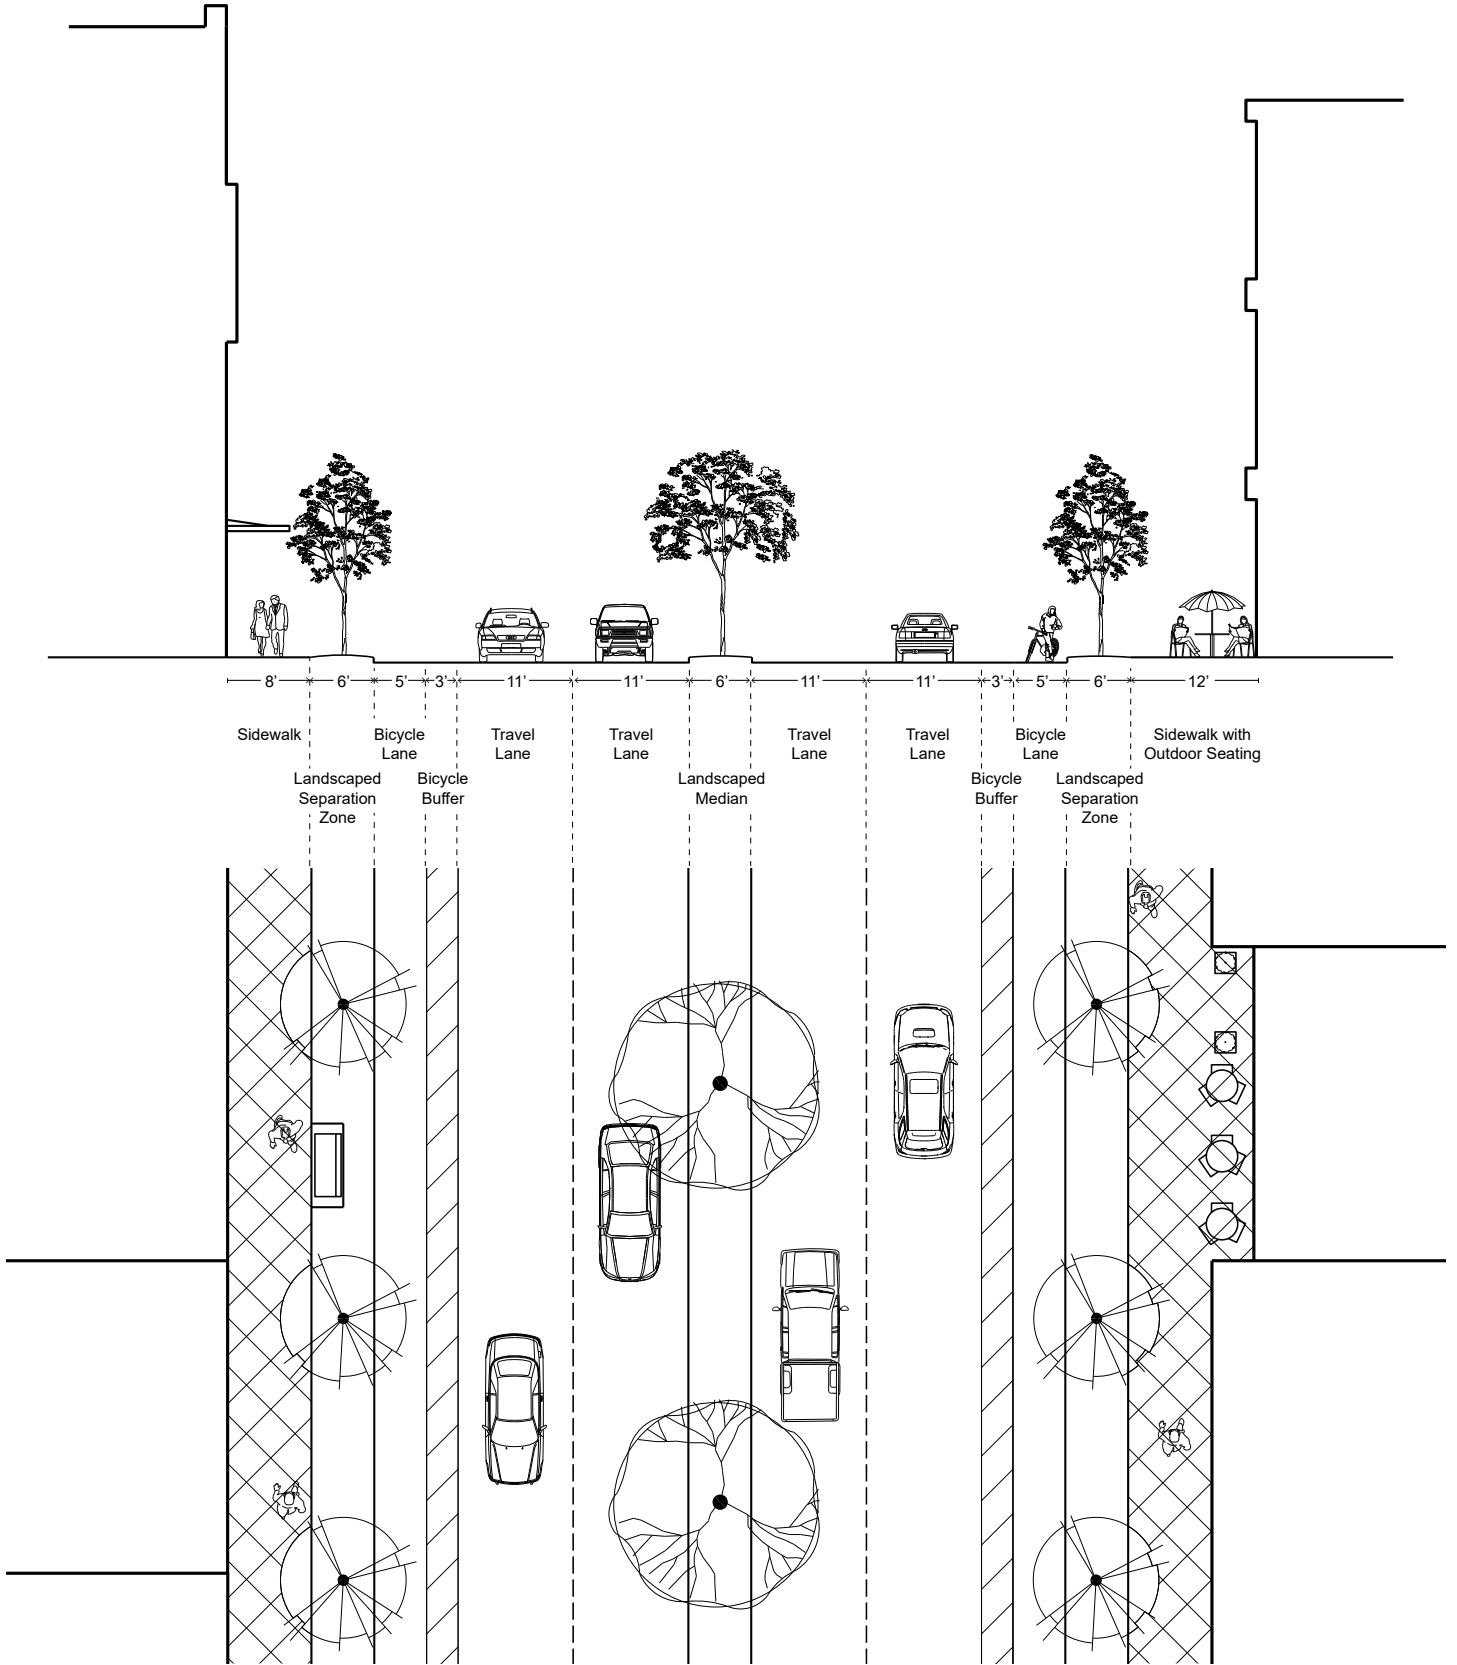 8’ 6’ 5’ 3’ 11’ 11’ 6’ 11’ 11’ 3’ 5’ 6’ 12’
Sidewalk
Landscaped
Separation
Zone
Bicycle
Lane
Bicycle
Buffer
Travel
Lane
Travel
Lane
Landscaped
Median
Travel
Lane
Travel
Lane
Bicycle
Buffer
Bicycle
Lane
Landscaped
Separation
Zone
Sidewalk with
Outdoor Seating